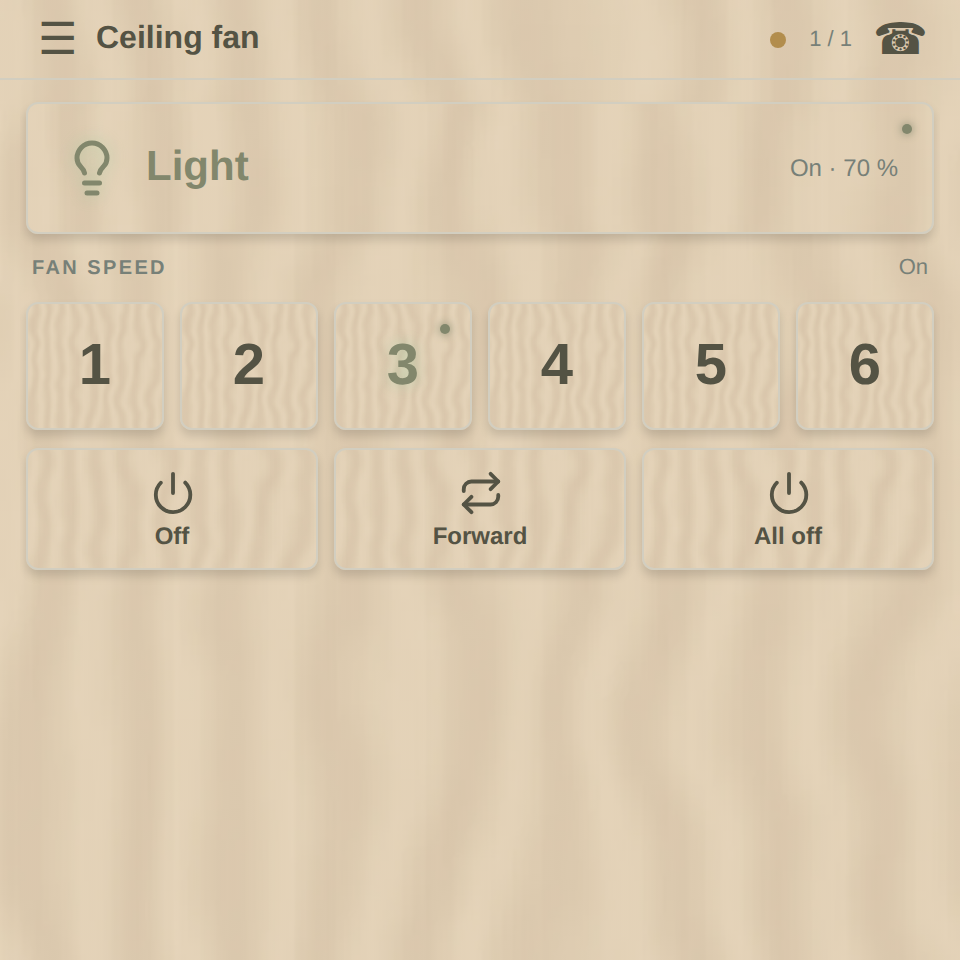 Ceiling fan
1 / 1
Light
On · 70 %
FAN SPEED
On
1 2 3 4 5 6
Off
Forward
All off